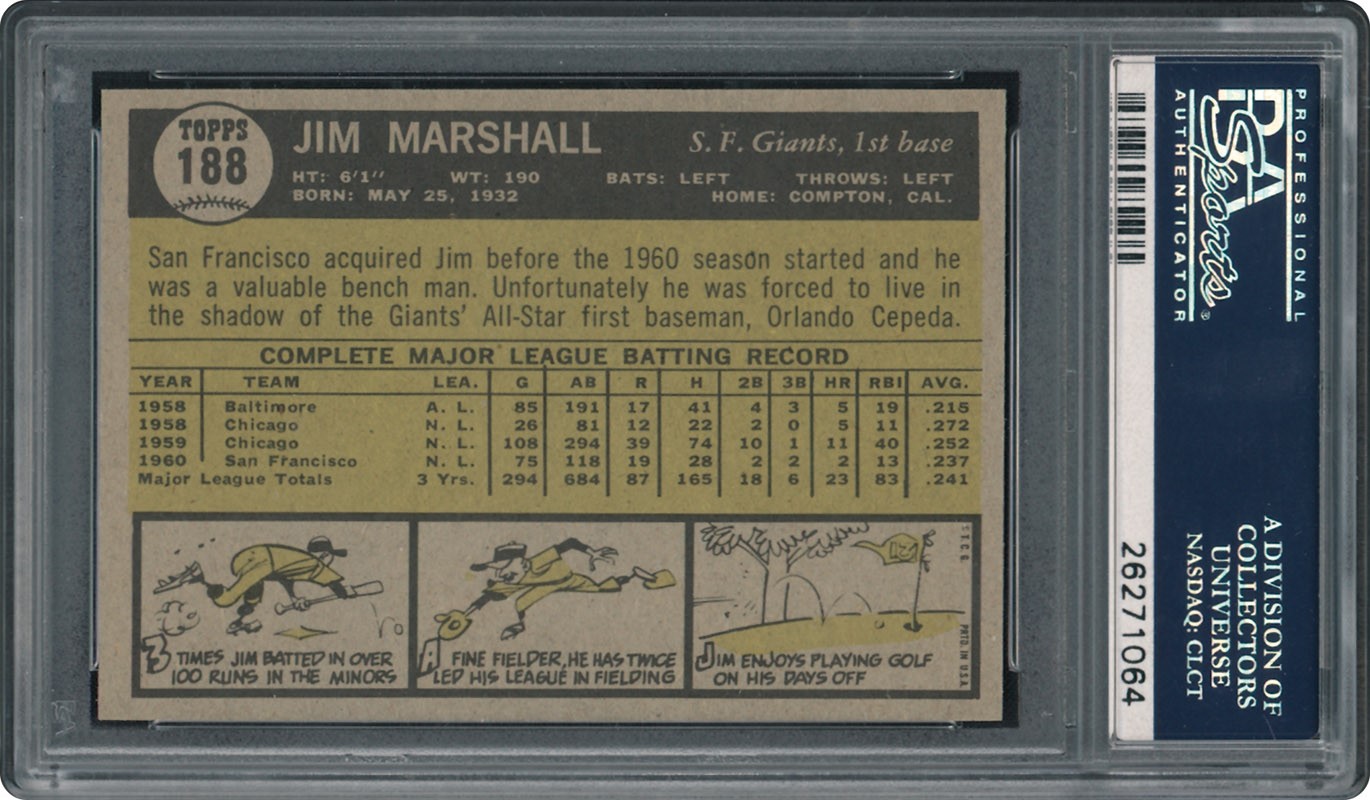 TOPPS
188
JIM MARSHALL
S. F. Giants, 1st base
HT: 6'1" WT: 190 BATS: LEFT THROWS: LEFT
BORN: MAY 25, 1932 HOME: COMPTON, CAL.
San Francisco acquired Jim before the 1960 season started and he
was a valuable bench man. Unfortunately he was forced to live in
the shadow of the Giants' All-Star first baseman, Orlando Cepeda.
COMPLETE MAJOR LEAGUE BATTING RECORD
YEAR TEAM LEA. G AB R H 2B 3B HR RBI AVG.
1958 Baltimore A. L. 85 191 17 41 4 3 5 19 .215
1958 Chicago N. L. 26 81 12 22 2 0 5 11 .272
1959 Chicago N. L. 108 294 39 74 10 1 11 40 .252
1960 San Francisco N. L. 75 118 19 28 2 2 2 13 .237
Major League Totals 3 Yrs. 294 684 87 165 18 6 23 83 .241
3 TIMES JIM BATTED IN OVER
100 RUNS IN THE MINORS
A FINE FIELDER, HE HAS TWICE
LED HIS LEAGUE IN FIELDING
21
JIM ENJOYS PLAYING GOLF
ON HIS DAYS OFF
©T.C.G.
PRTD. IN U.S.A.
PROFESSIONAL
PSA
Sports®
AUTHENTICATOR
A DIVISION OF
COLLECTORS
UNIVERSE
NASDAQ: CLCT
26271064